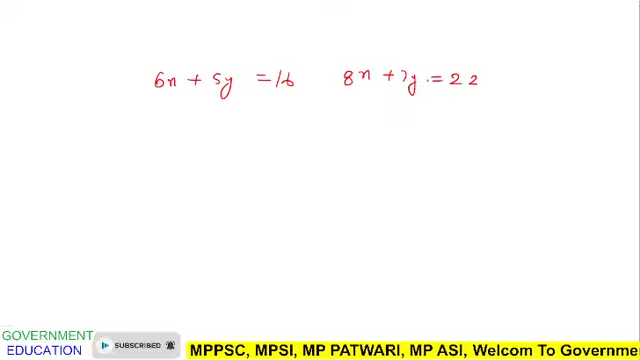 6x + 5y = 16 8x + 7y = 22
GOVERNMENT
EDUCATION
SUBSCRIBED
MPPSC, MPSI, MP PATWARI, MP ASI, Welcom To Governme